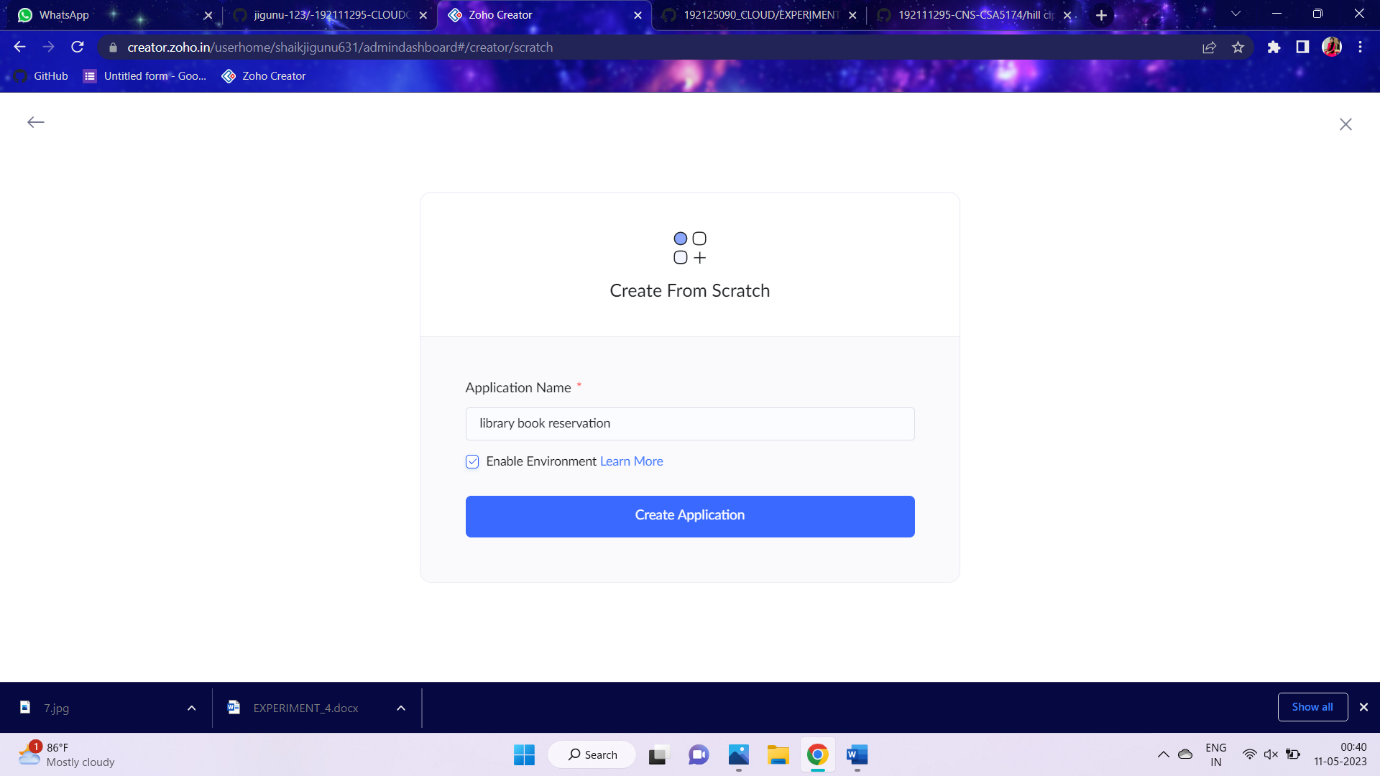 WhatsApp
jigunu-123/-192111295-CLOUDC
Zoho Creator
192125090_CLOUD/EXPERIMENT
192111295-CNS-CSA5174/hill cip
creator.zoho.in/userhome/shaikjigunu631/admindashboard#/creator/scratch
GitHub
Untitled form - Goo...
Zoho Creator
Create From Scratch
Application Name *
library book reservation
Enable Environment Learn More
Create Application
7.jpg
EXPERIMENT_4.docx
Show all
1
86°F
Mostly cloudy
Search
ENG
IN
00:40
11-05-2023